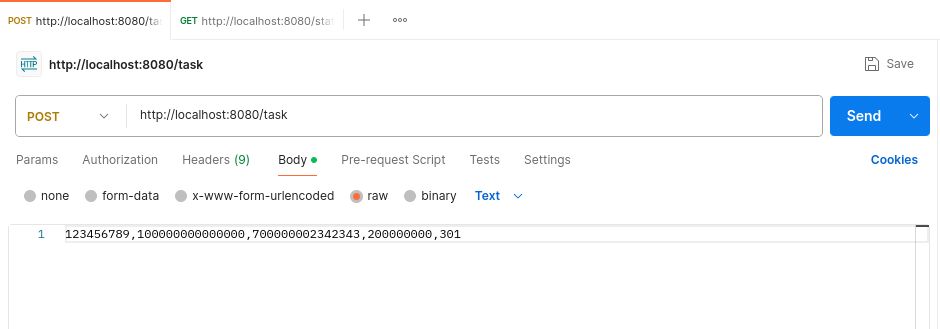 POST http://localhost:8080/ta
GET http://localhost:8080/sta
HTTP http://localhost:8080/task
Save
POST http://localhost:8080/task
Send
Params Authorization Headers (9) Body Pre-request Script Tests Settings Cookies
none form-data x-www-form-urlencoded raw binary Text
1 123456789,100000000000000,700000002342343,200000000,301